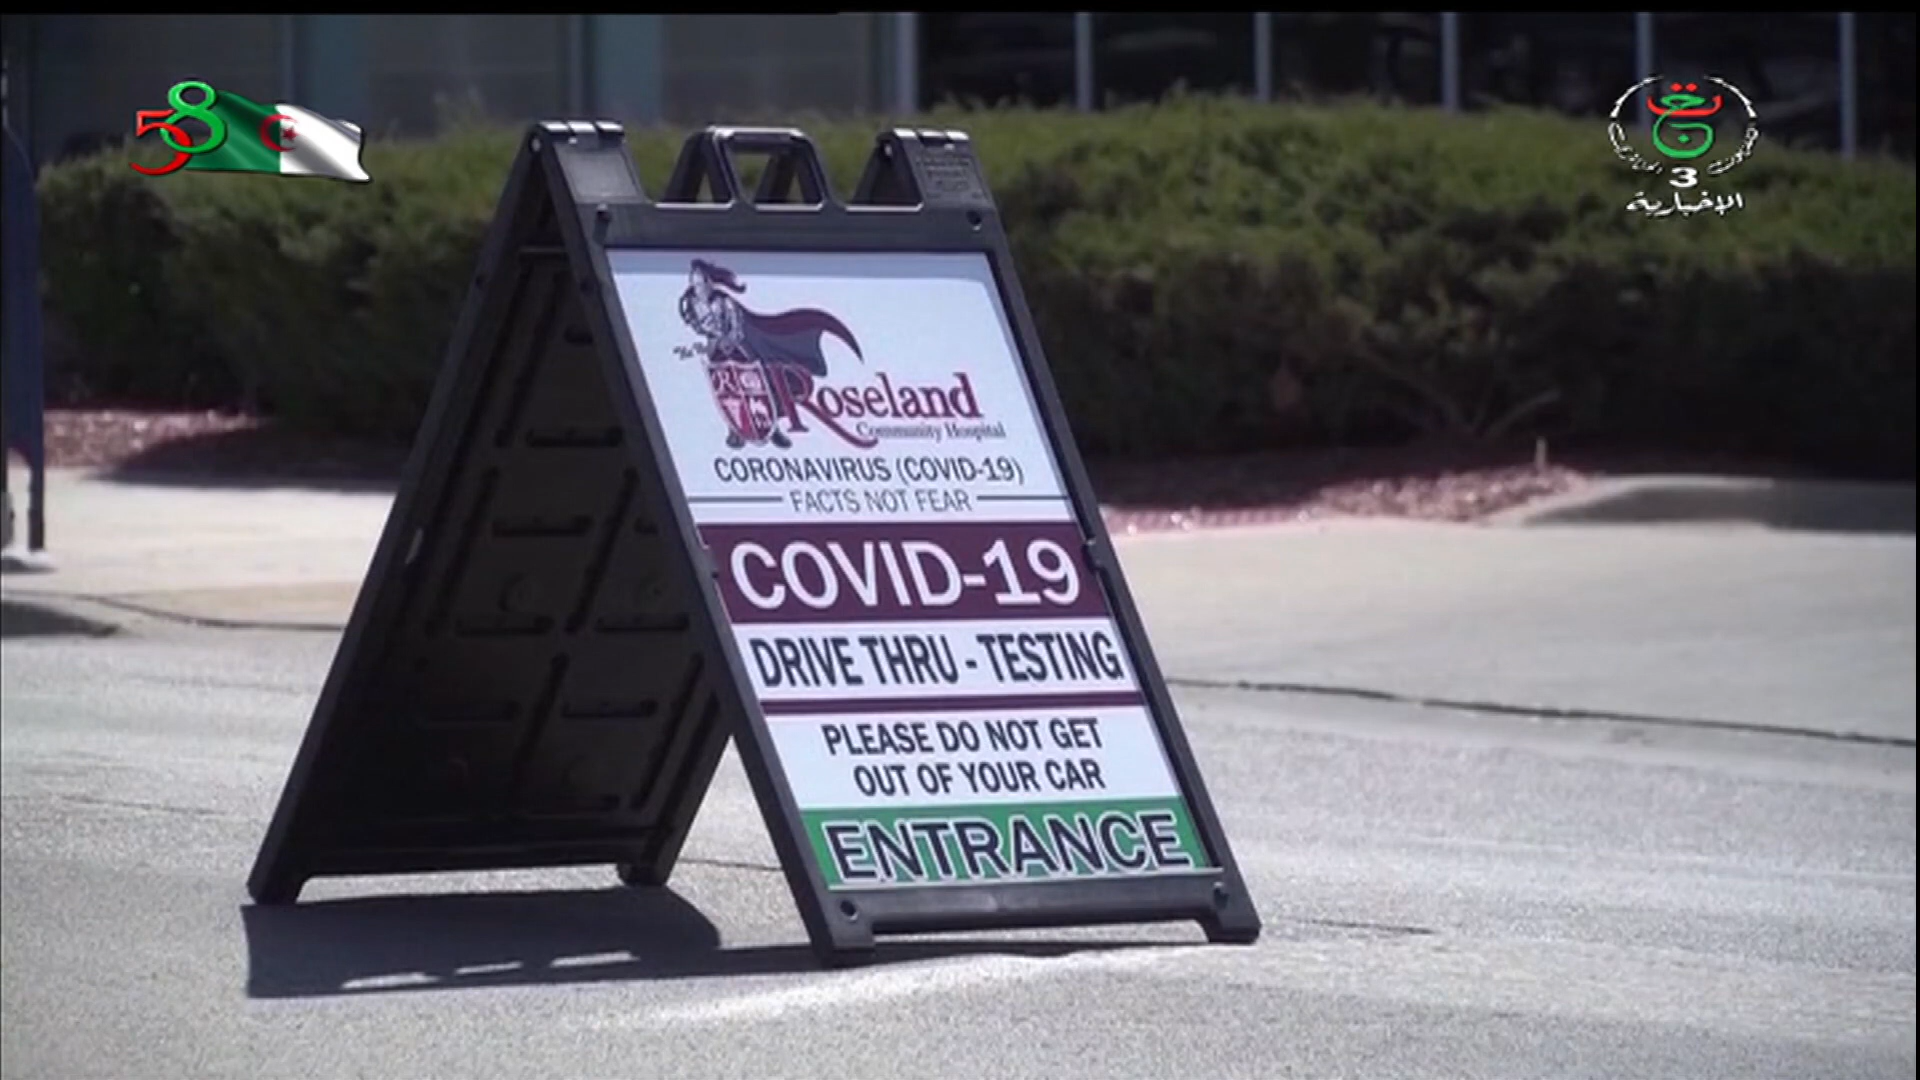 58
3
الإخبارية
Roseland
Community Hospital
CORONAVIRUS (COVID-19)
FACTS NOT FEAR
COVID-19
DRIVE THRU - TESTING
PLEASE DO NOT GET
OUT OF YOUR CAR
ENTRANCE